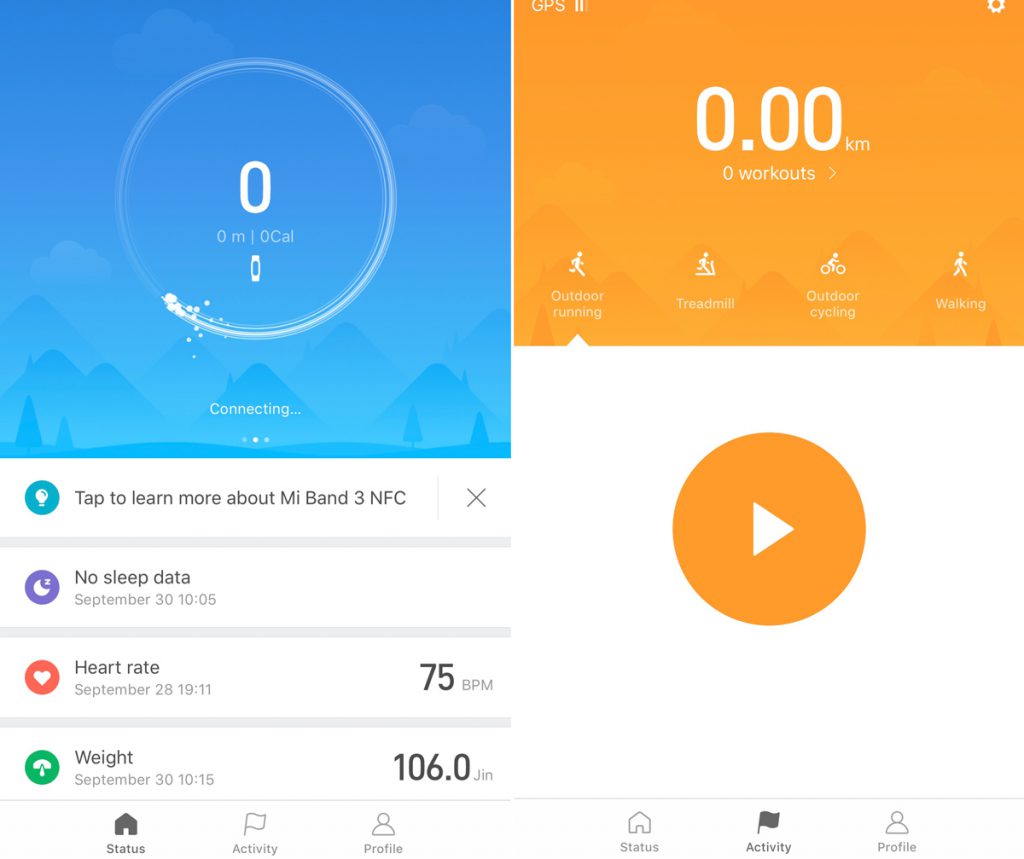 0
0 m | 0Cal
Connecting...
Tap to learn more about Mi Band 3 NFC
No sleep data
September 30 10:05
Heart rate
September 28 19:11
75 BPM
Weight
September 30 10:15
106.0 Jin
Status
Activity
Profile
GPS
0.00 km
0 workouts >
Outdoor
running
Treadmill
Outdoor
cycling
Walking
Status
Activity
Profile